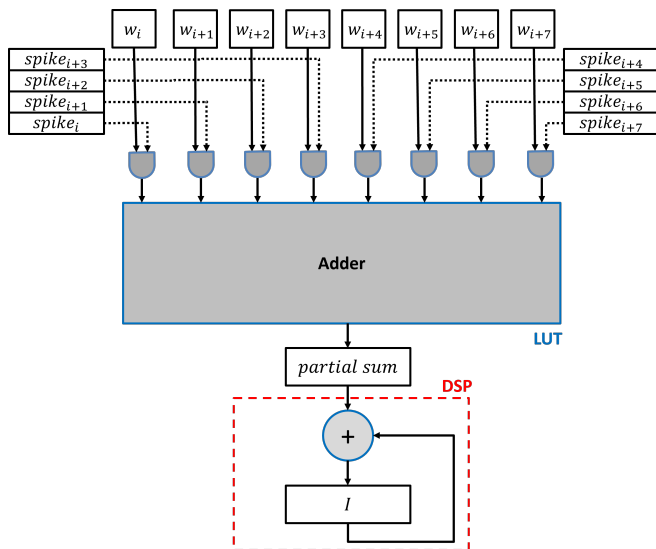 w_i w_{i+1} w_{i+2} w_{i+3} w_{i+4} w_{i+5} w_{i+6} w_{i+7}
spike_{i+3} spike_{i+4}
spike_{i+2} spike_{i+5}
spike_{i+1} spike_{i+6}
spike_i spike_{i+7}
Adder
LUT
partial sum
DSP
+
I